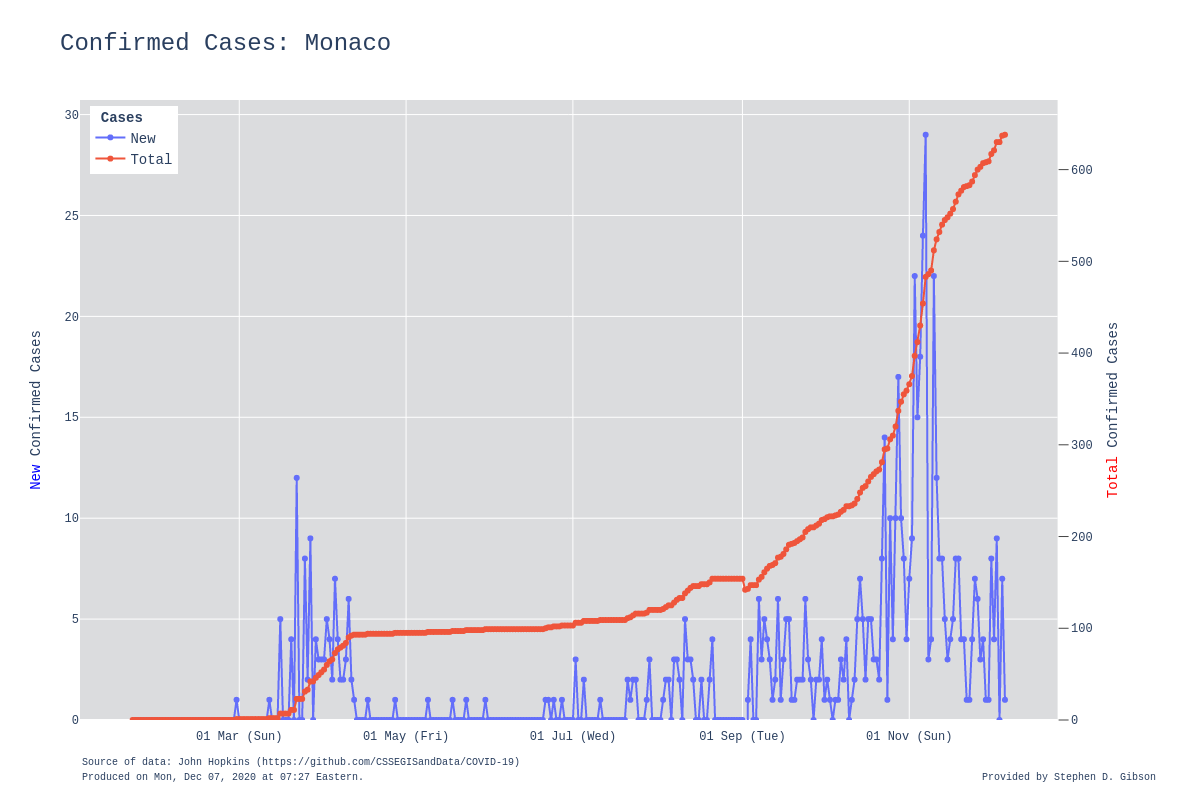 Confirmed Cases: Monaco
Cases
New
Total
30
25
20
15
10
5
0
600
500
400
300
200
100
0
New Confirmed Cases
Total Confirmed Cases
01 Mar (Sun)
01 May (Fri)
01 Jul (Wed)
01 Sep (Tue)
01 Nov (Sun)
Source of data: John Hopkins (https://github.com/CSSEGISandData/COVID-19)
Produced on Mon, Dec 07, 2020 at 07:27 Eastern.
Provided by Stephen D. Gibson